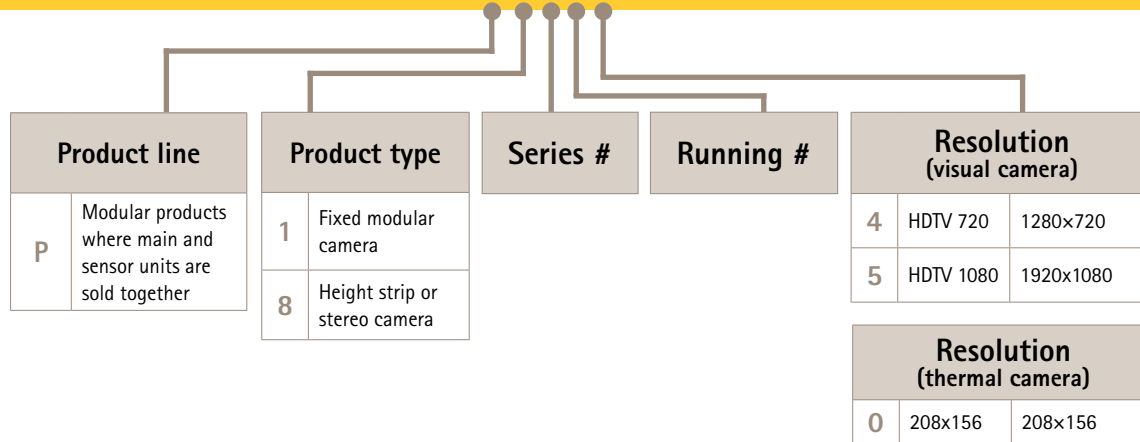 Product line
P
Modular products
where main and
sensor units are
sold together
Product type
1
Fixed modular
camera
8
Height strip or
stereo camera
Series #
Running #
Resolution
(visual camera)
4 HDTV 720 1280×720
5 HDTV 1080 1920x1080
Resolution
(thermal camera)
0 208x156 208×156